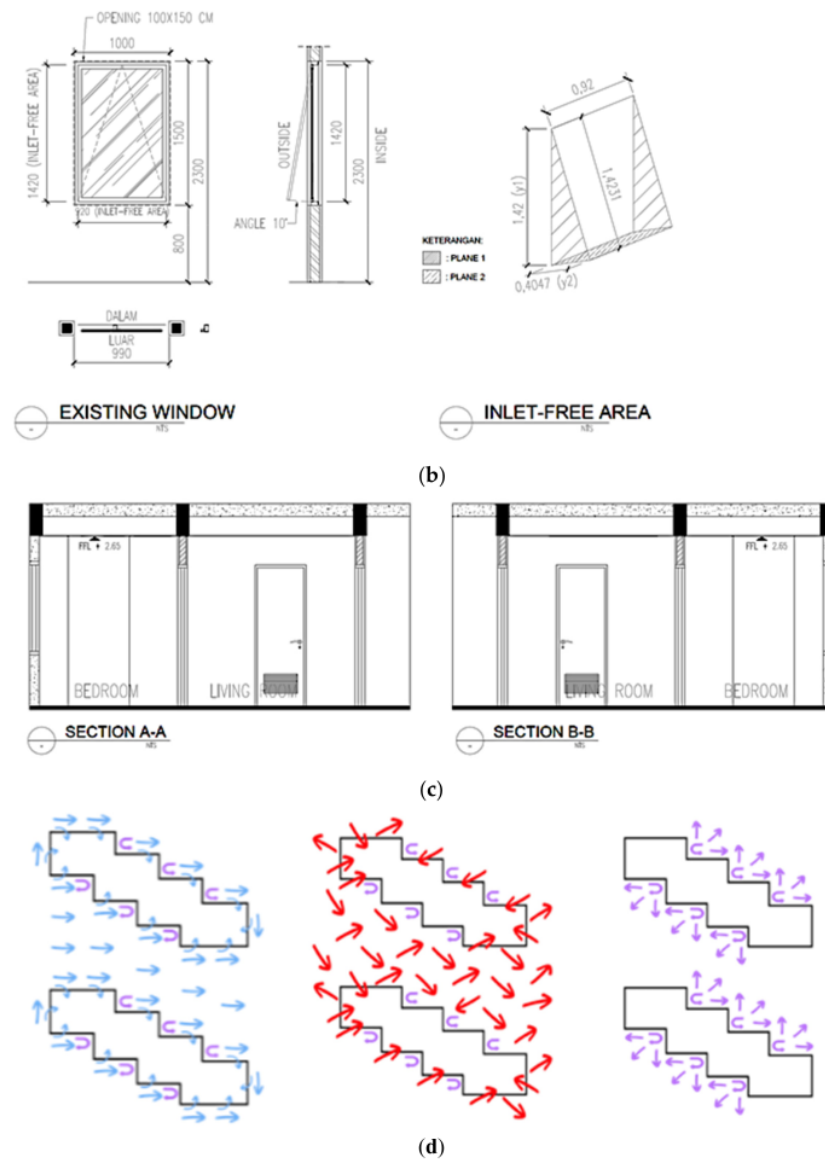 OPENING 100X150 CM
1000
1420 (INLET-FREE AREA)
920 (INLET-FREE AREA)
1500
2300
800
OUTSIDE
1420
2300
INSIDE
ANGLE 10°
DALAM
LUAR
990
EXISTING WINDOW
NTS
0,92
1,42 (y1)
1,4231
0,4047 (y2)
KETERANGAN:
: PLANE 1
: PLANE 2
INLET-FREE AREA
NTS
(b)
FFL 2.65
BEDROOM
LIVING ROOM
SECTION A-A
NTS
FFL 2.65
LIVING ROOM
BEDROOM
SECTION B-B
NTS
(c)
(d)